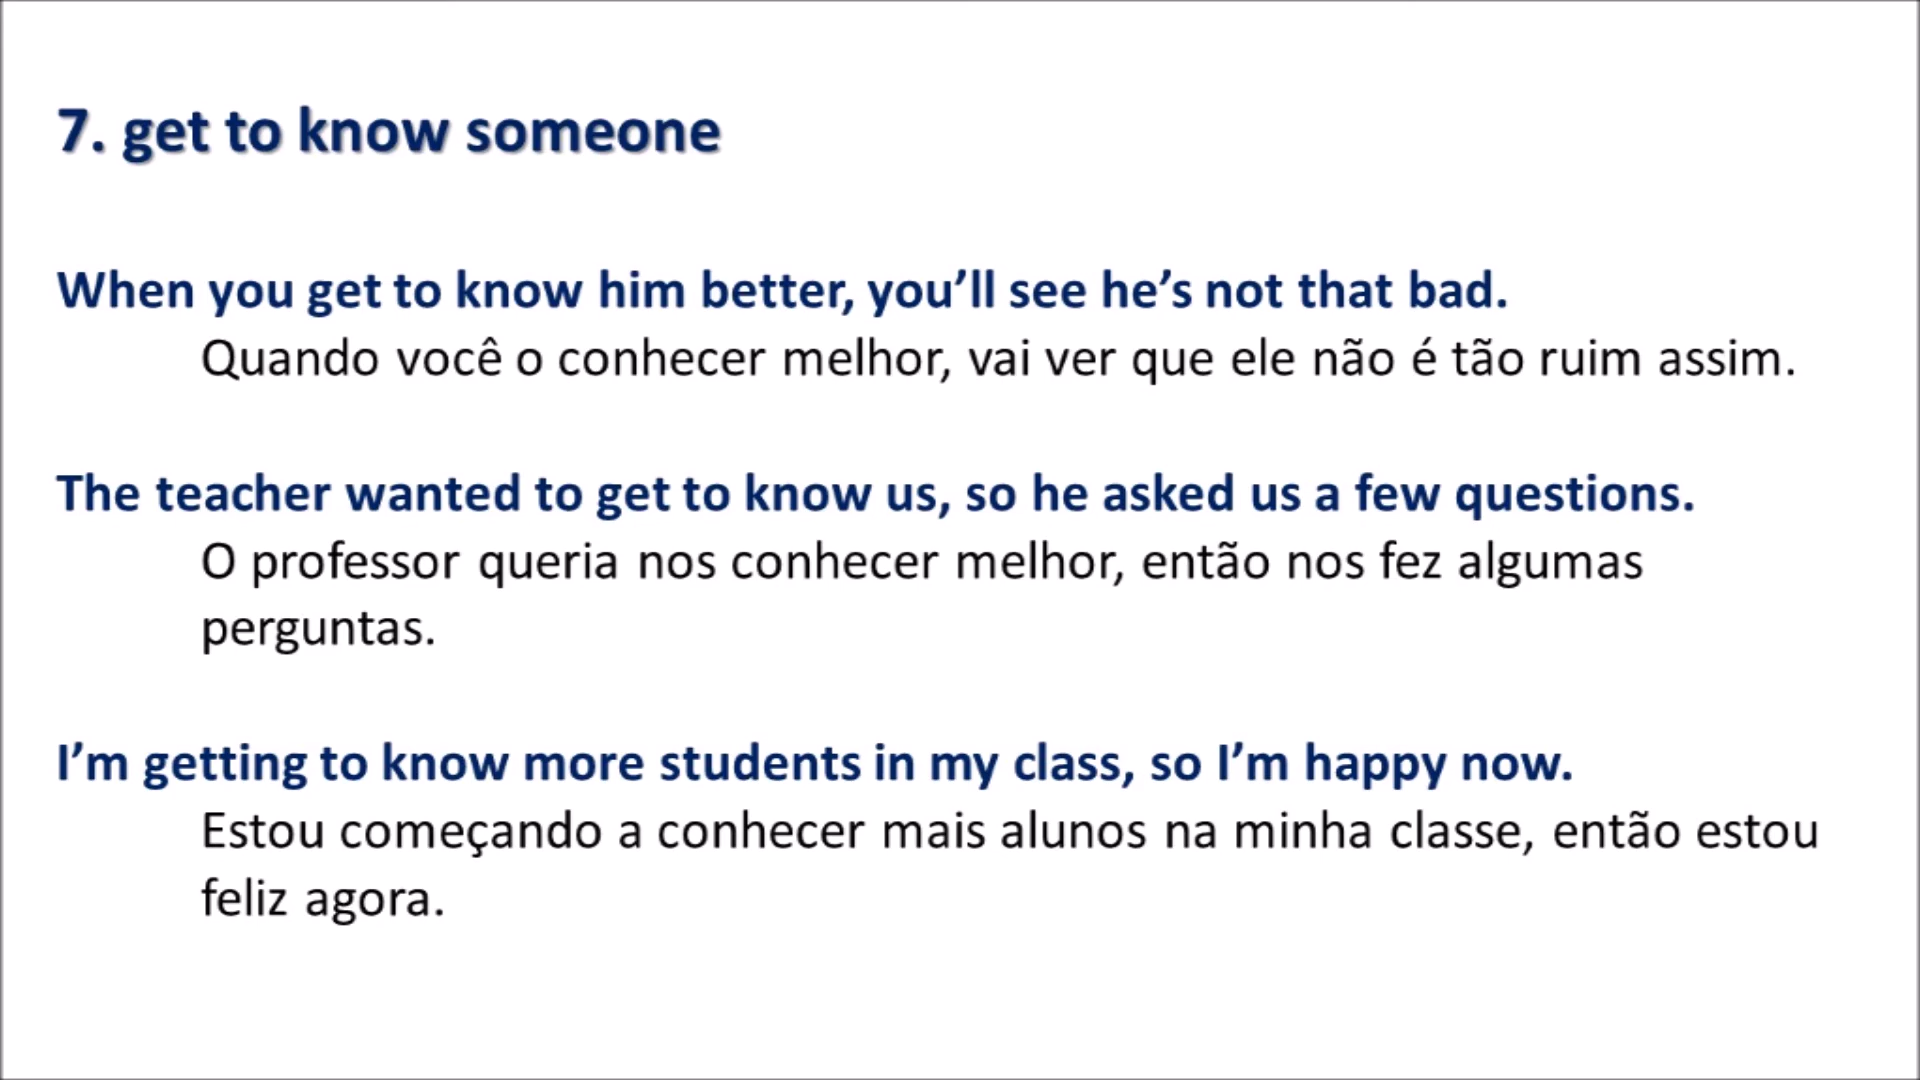 7. get to know someone
When you get to know him better, you’ll see he’s not that bad.
Quando você o conhecer melhor, vai ver que ele não é tão ruim assim.
The teacher wanted to get to know us, so he asked us a few questions.
O professor queria nos conhecer melhor, então nos fez algumas
perguntas.
I’m getting to know more students in my class, so I’m happy now.
Estou começando a conhecer mais alunos na minha classe, então estou
feliz agora.